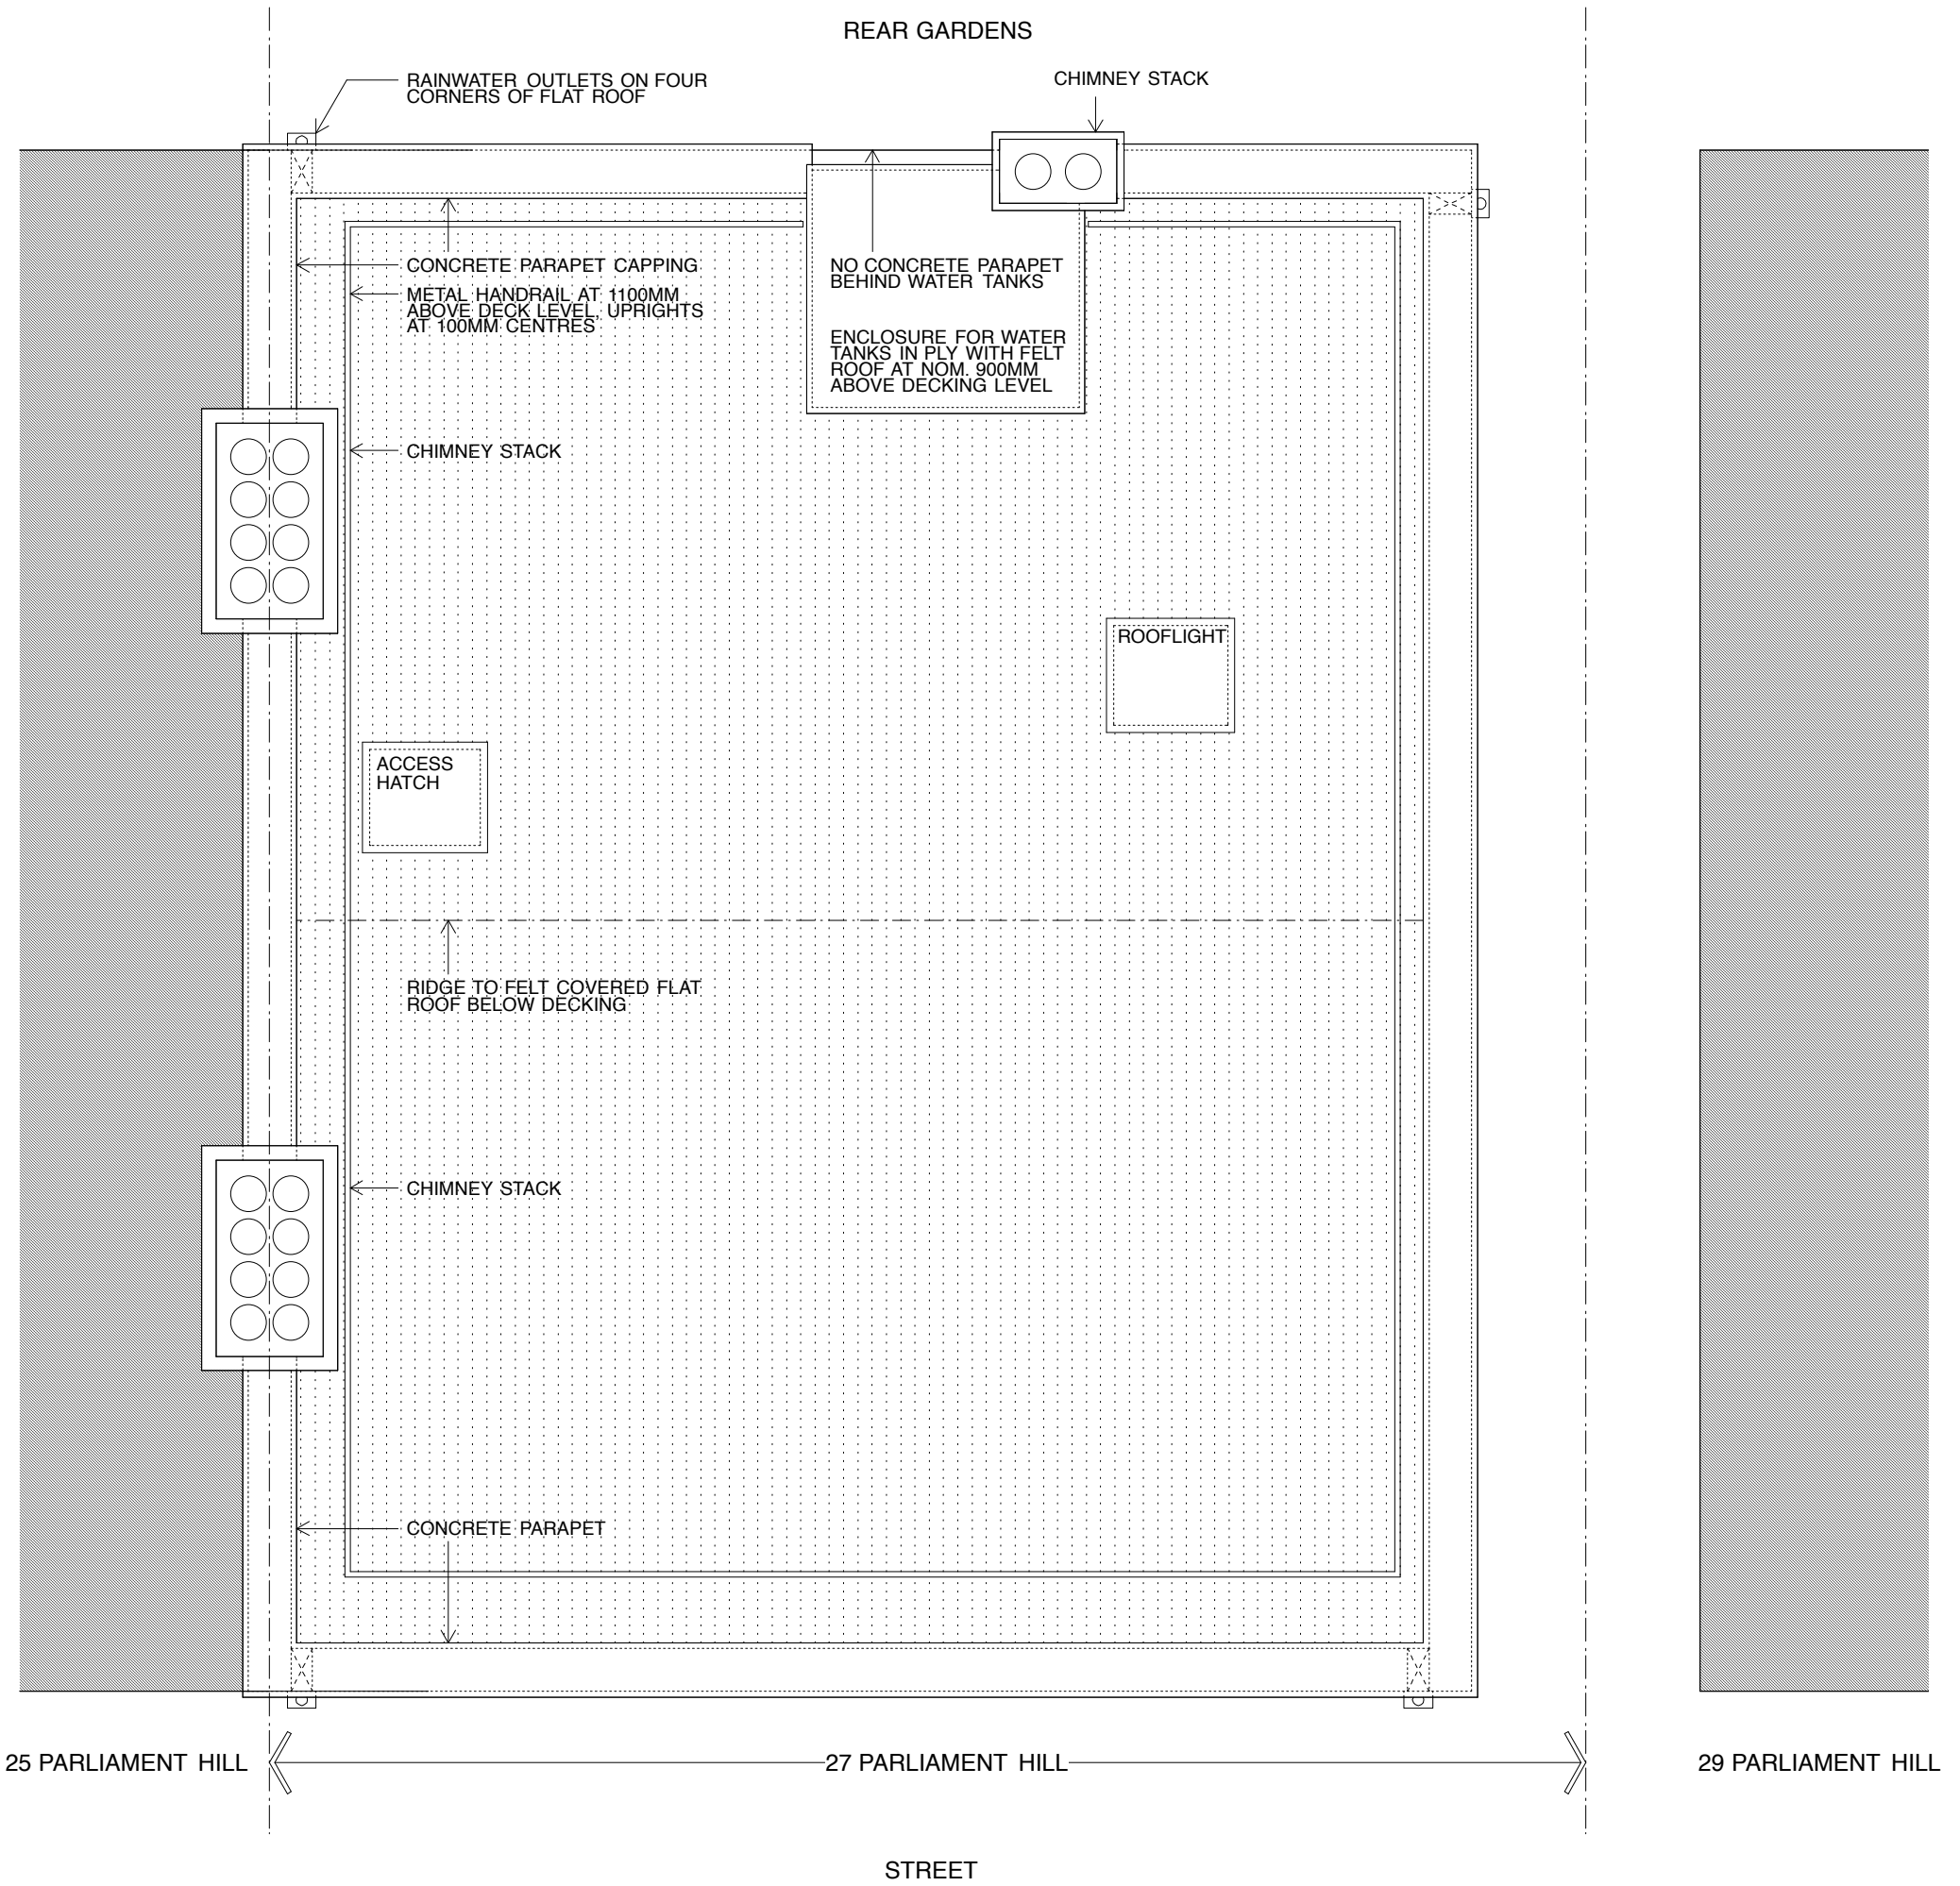 REAR GARDENS
RAINWATER OUTLETS ON FOUR
CORNERS OF FLAT ROOF
CHIMNEY STACK
CONCRETE PARAPET CAPPING
METAL HANDRAIL AT 1100MM
ABOVE DECK LEVEL, UPRIGHTS
AT 100MM CENTRES
NO CONCRETE PARAPET
BEHIND WATER TANKS
ENCLOSURE FOR WATER
TANKS IN PLY WITH FELT
ROOF AT NOM. 900MM
ABOVE DECKING LEVEL
CHIMNEY STACK
ROOFLIGHT
ACCESS
HATCH
RIDGE TO FELT COVERED FLAT
ROOF BELOW DECKING
CHIMNEY STACK
CONCRETE PARAPET
25 PARLIAMENT HILL
27 PARLIAMENT HILL
29 PARLIAMENT HILL
STREET